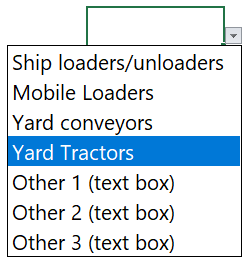 Ship loaders/unloaders
Mobile Loaders
Yard conveyors
Yard Tractors
Other 1 (text box)
Other 2 (text box)
Other 3 (text box)